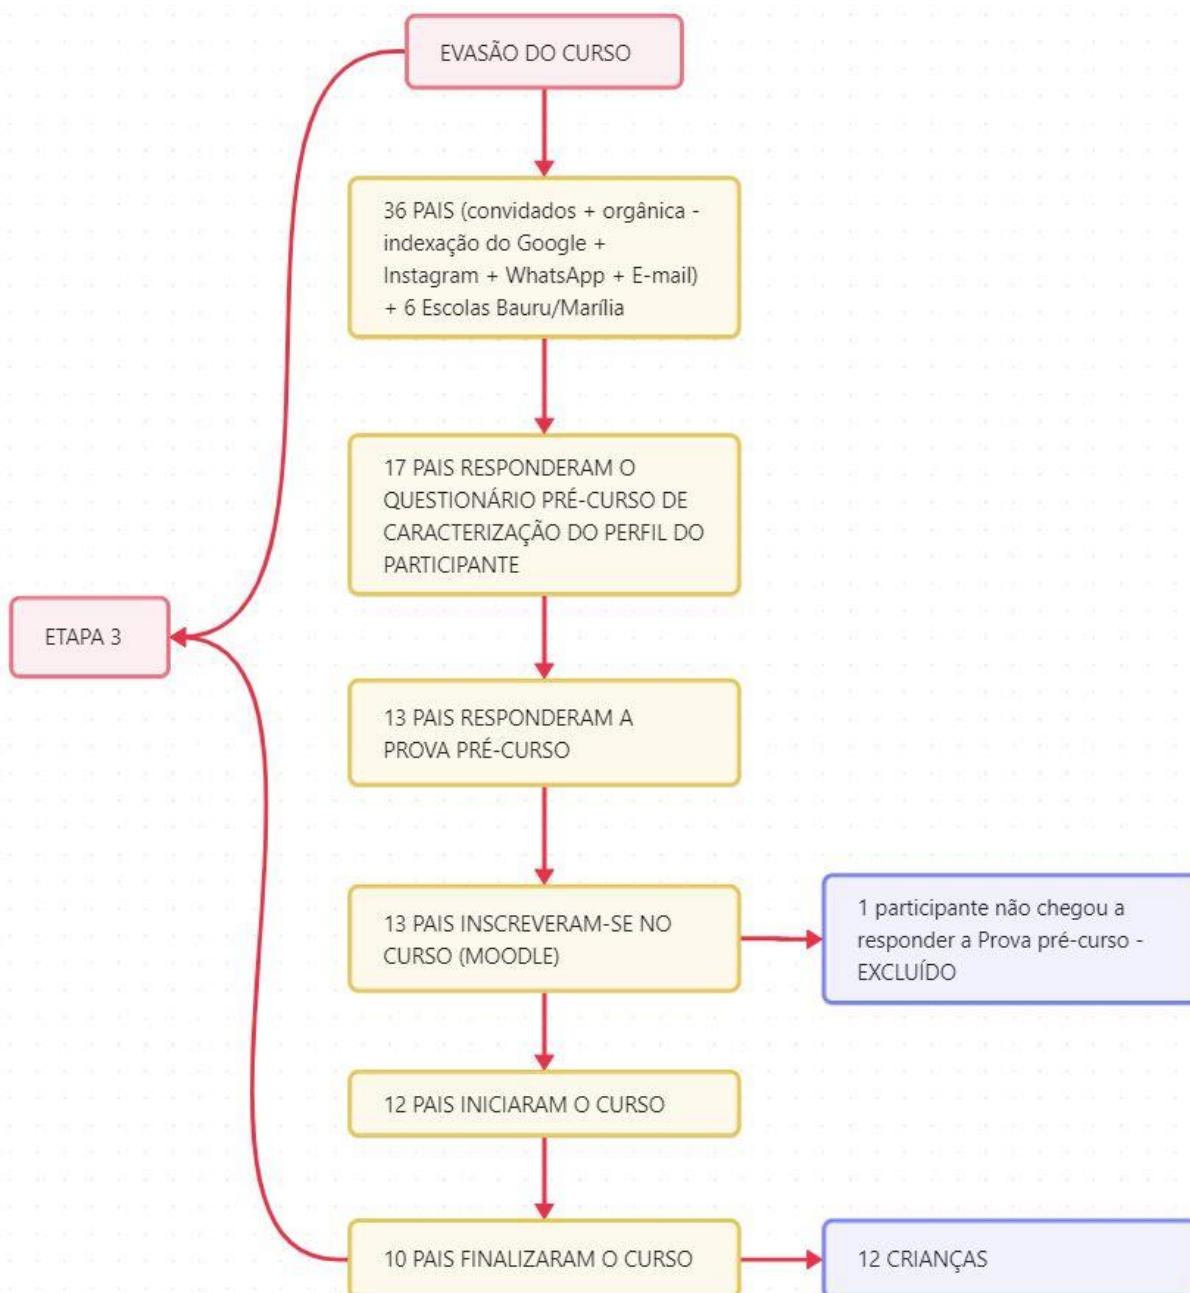 EVASÃO DO CURSO
36 PAIS (convidados + orgânica -
indexação do Google +
Instagram + WhatsApp + E-mail)
+ 6 Escolas Bauru/Marília
17 PAIS RESPONDERAM O
QUESTIONÁRIO PRÉ-CURSO DE
CARACTERIZAÇÃO DO PERFIL DO
PARTICIPANTE
ETAPA 3
13 PAIS RESPONDERAM A
PROVA PRÉ-CURSO
13 PAIS INSCREVERAM-SE NO
CURSO (MOODLE)
1 participante não chegou a
responder a Prova pré-curso -
EXCLUÍDO
12 PAIS INICIARAM O CURSO
10 PAIS FINALIZARAM O CURSO
12 CRIANÇAS